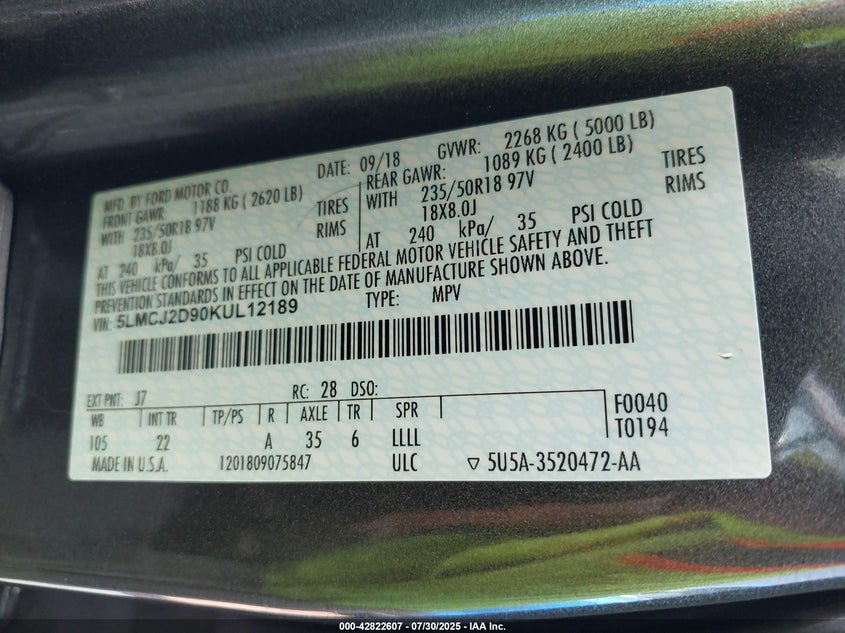 MFD. BY FORD MOTOR CO. DATE: 09/18 GVWR: 2268 KG ( 5000 LB)
FRONT GAWR: 1188 KG ( 2620 LB) REAR GAWR: 1089 KG ( 2400 LB)
WITH 235/50R18 97V TIRES WITH 235/50R18 97V TIRES
18X8.0J RIMS 18X8.0J RIMS
AT 240 kPa/ 35 PSI COLD AT 240 kPa/ 35 PSI COLD
THIS VEHICLE CONFORMS TO ALL APPLICABLE FEDERAL MOTOR VEHICLE SAFETY AND THEFT
PREVENTION STANDARDS IN EFFECT ON THE DATE OF MANUFACTURE SHOWN ABOVE.
VIN: 5LMCJ2D90KUL12189 TYPE: MPV
EXT PNT: J7 RC: 28 DSO:
WB INT TR TP/PS R AXLE TR SPR F0040
105 22 A 35 6 LLLL T0194
MADE IN U.S.A. 1201809075847 ULC ▽ 5U5A-3520472-AA
000-42822607 - 07/30/2025 - IAA Inc.